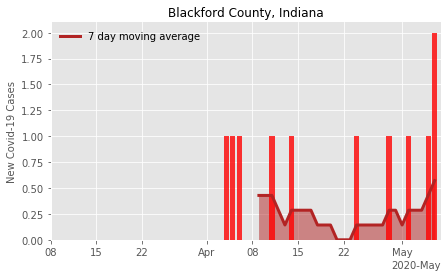 Blackford County, Indiana
7 day moving average
New Covid-19 Cases
2.00
1.75
1.50
1.25
1.00
0.75
0.50
0.25
0.00
08 15 22 Apr 08 15 22 May
2020-May